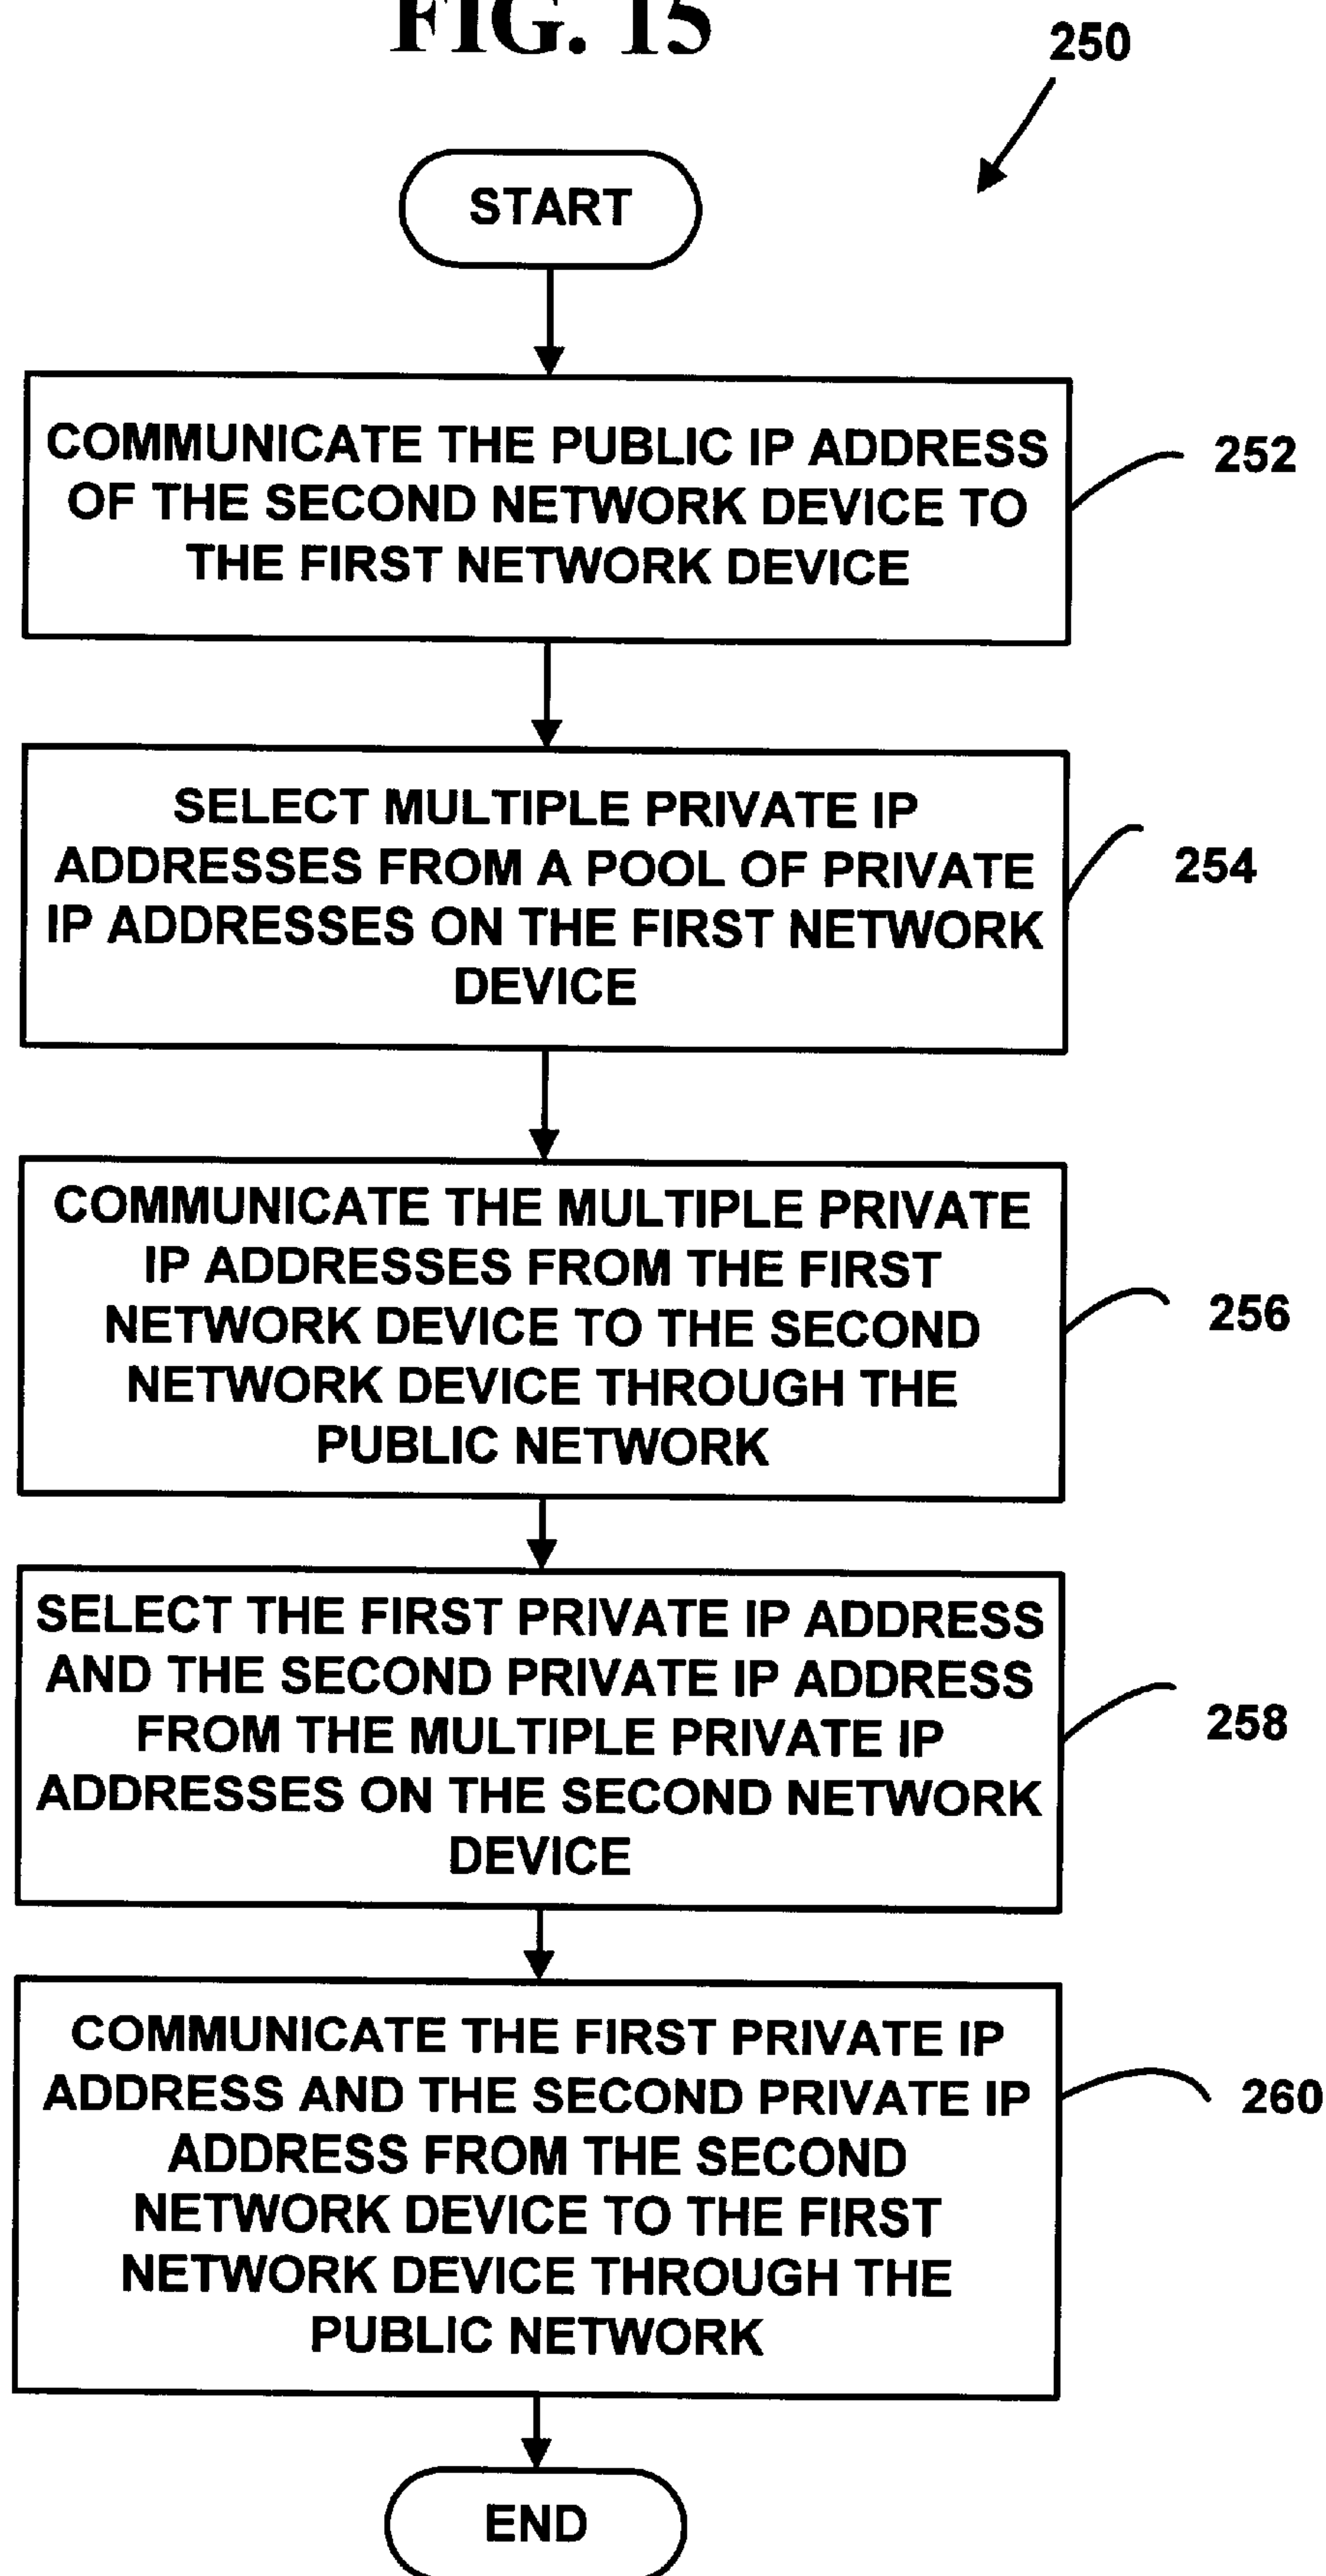 FIG. 15
250
START
COMMUNICATE THE PUBLIC IP ADDRESS
OF THE SECOND NETWORK DEVICE TO
THE FIRST NETWORK DEVICE
252
SELECT MULTIPLE PRIVATE IP
ADDRESSES FROM A POOL OF PRIVATE
IP ADDRESSES ON THE FIRST NETWORK
DEVICE
254
COMMUNICATE THE MULTIPLE PRIVATE
IP ADDRESSES FROM THE FIRST
NETWORK DEVICE TO THE SECOND
NETWORK DEVICE THROUGH THE
PUBLIC NETWORK
256
SELECT THE FIRST PRIVATE IP ADDRESS
AND THE SECOND PRIVATE IP ADDRESS
FROM THE MULTIPLE PRIVATE IP
ADDRESSES ON THE SECOND NETWORK
DEVICE
258
COMMUNICATE THE FIRST PRIVATE IP
ADDRESS AND THE SECOND PRIVATE IP
ADDRESS FROM THE SECOND
NETWORK DEVICE TO THE FIRST
NETWORK DEVICE THROUGH THE
PUBLIC NETWORK
260
END